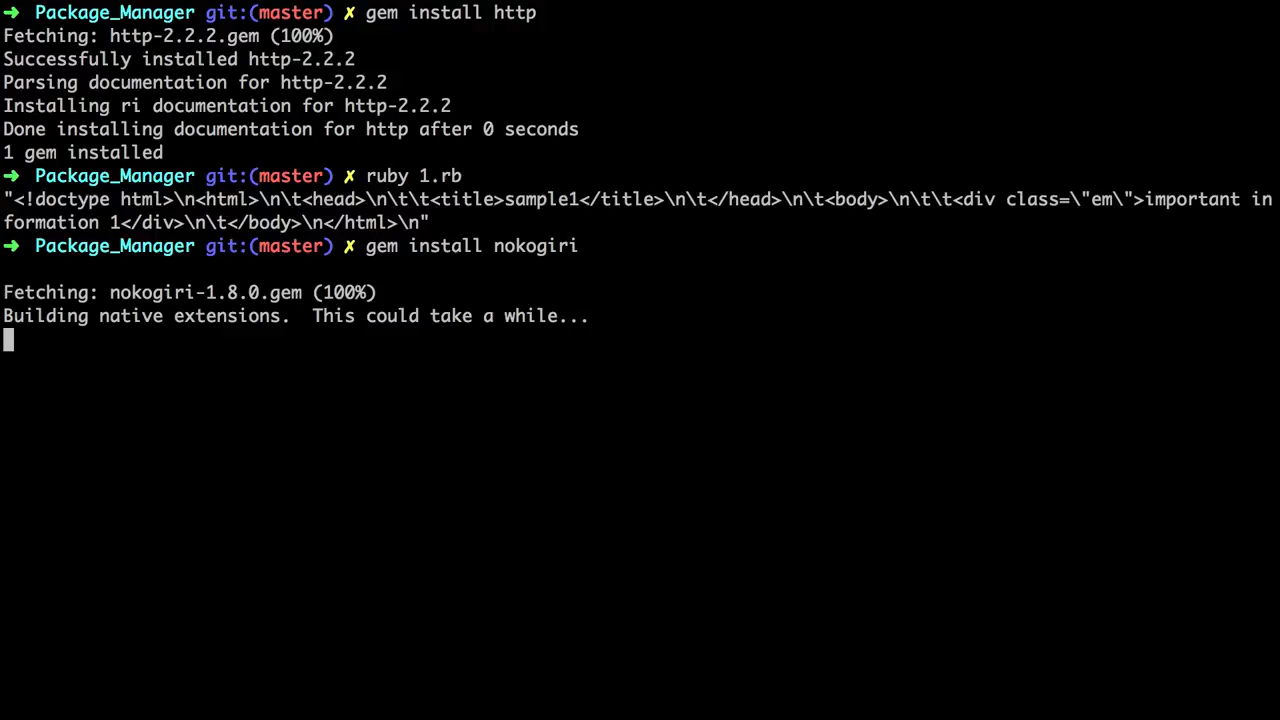 ➜ Package_Manager git:(master) ✗ gem install http
Fetching: http-2.2.2.gem (100%)
Successfully installed http-2.2.2
Parsing documentation for http-2.2.2
Installing ri documentation for http-2.2.2
Done installing documentation for http after 0 seconds
1 gem installed
➜ Package_Manager git:(master) ✗ ruby 1.rb
"<!doctype html>\n<html>\n\t<head>\n\t\t<title>sample1</title>\n\t</head>\n\t<body>\n\t\t<div class=\"em\">important in
formation 1</div>\n\t</body>\n</html>\n"
➜ Package_Manager git:(master) ✗ gem install nokogiri
Fetching: nokogiri-1.8.0.gem (100%)
Building native extensions.  This could take a while...